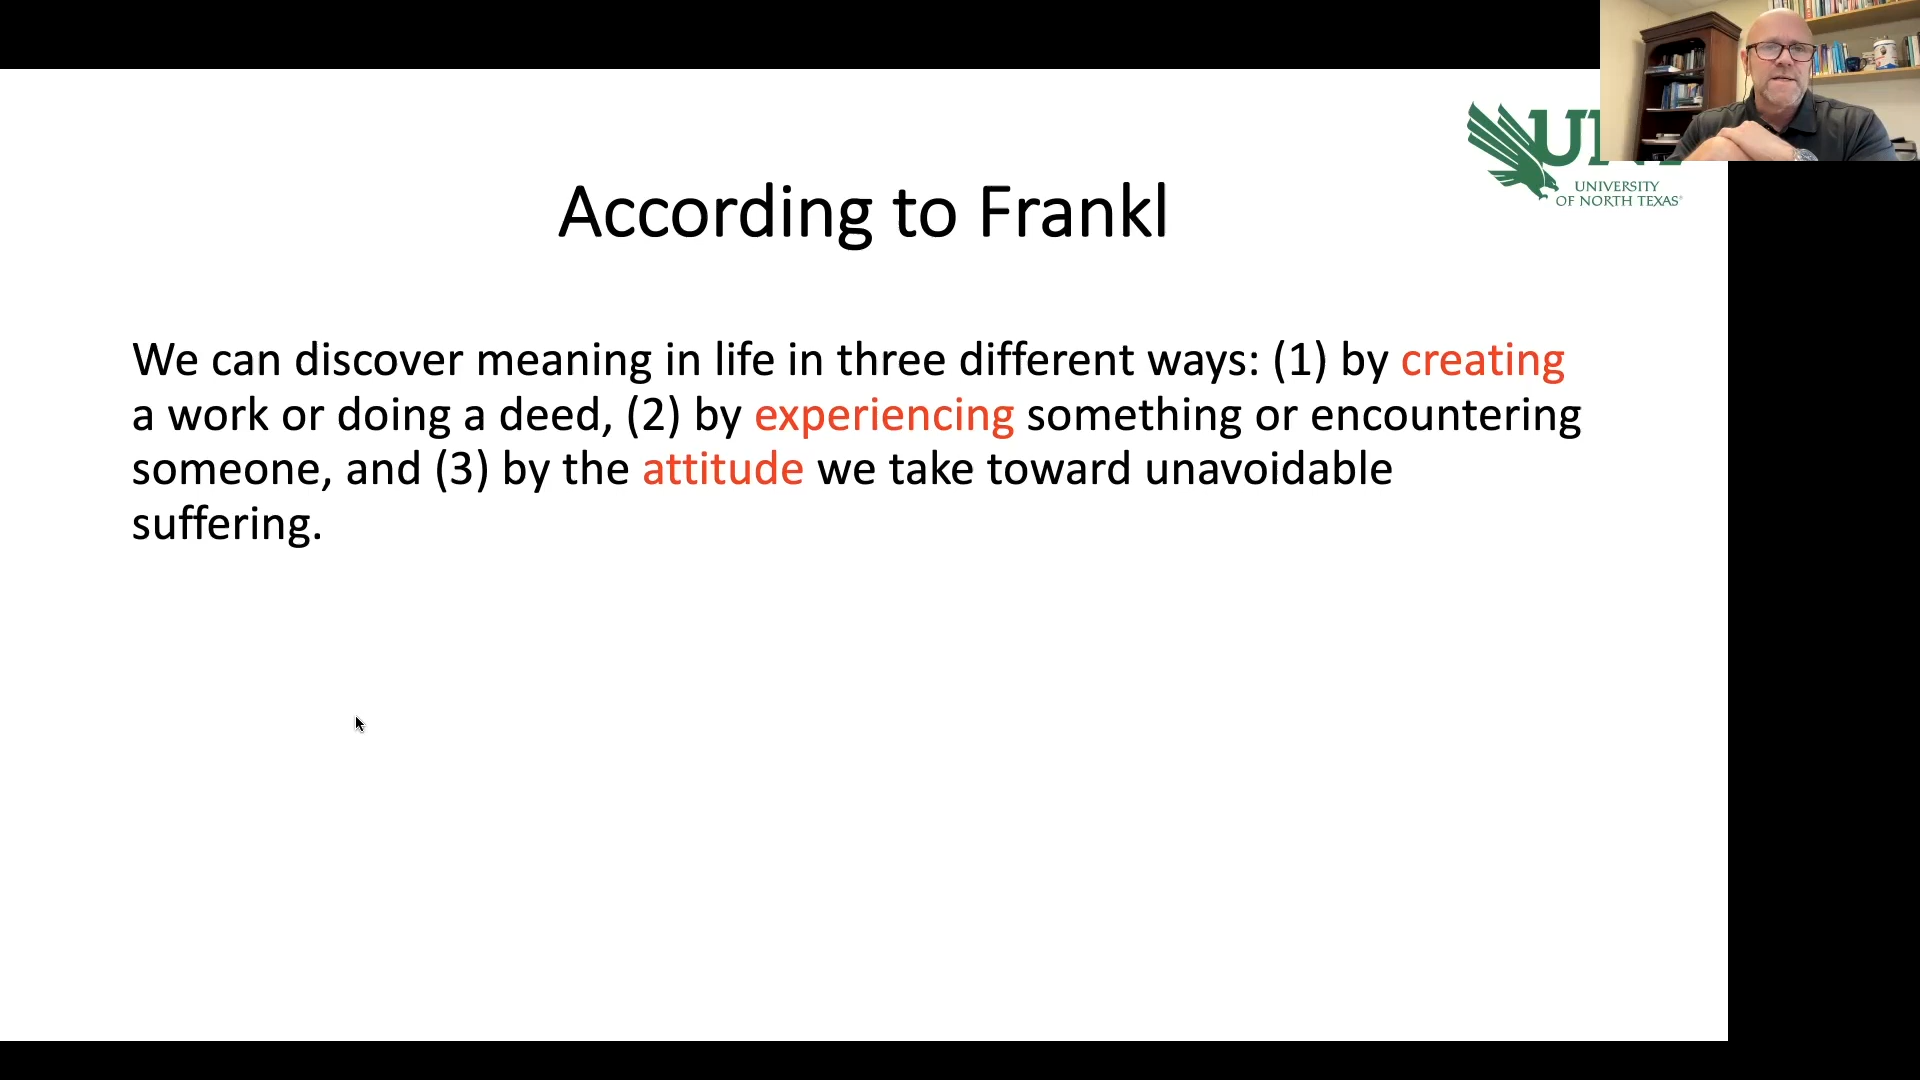 According to Frankl
We can discover meaning in life in three different ways: (1) by creating
a work or doing a deed, (2) by experiencing something or encountering
someone, and (3) by the attitude we take toward unavoidable
suffering.
UNIVERSITY
OF NORTH TEXAS®